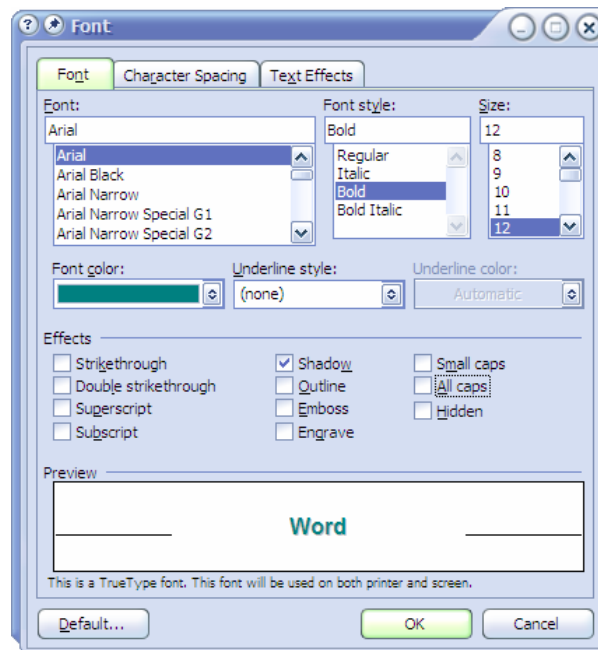 Font
Font Character Spacing Text Effects
Font: Font style: Size:
Arial Bold 12
Arial Regular 8
Arial Black Italic 9
Arial Narrow Bold 10
Arial Narrow Special G1 Bold Italic 11
Arial Narrow Special G2 12
Font color: Underline style: Underline color:
(none) Automatic
Effects
Strikethrough Shadow Small caps
Double strikethrough Outline All caps
Superscript Emboss Hidden
Subscript Engrave
Preview
Word
This is a TrueType font. This font will be used on both printer and screen.
Default... OK Cancel